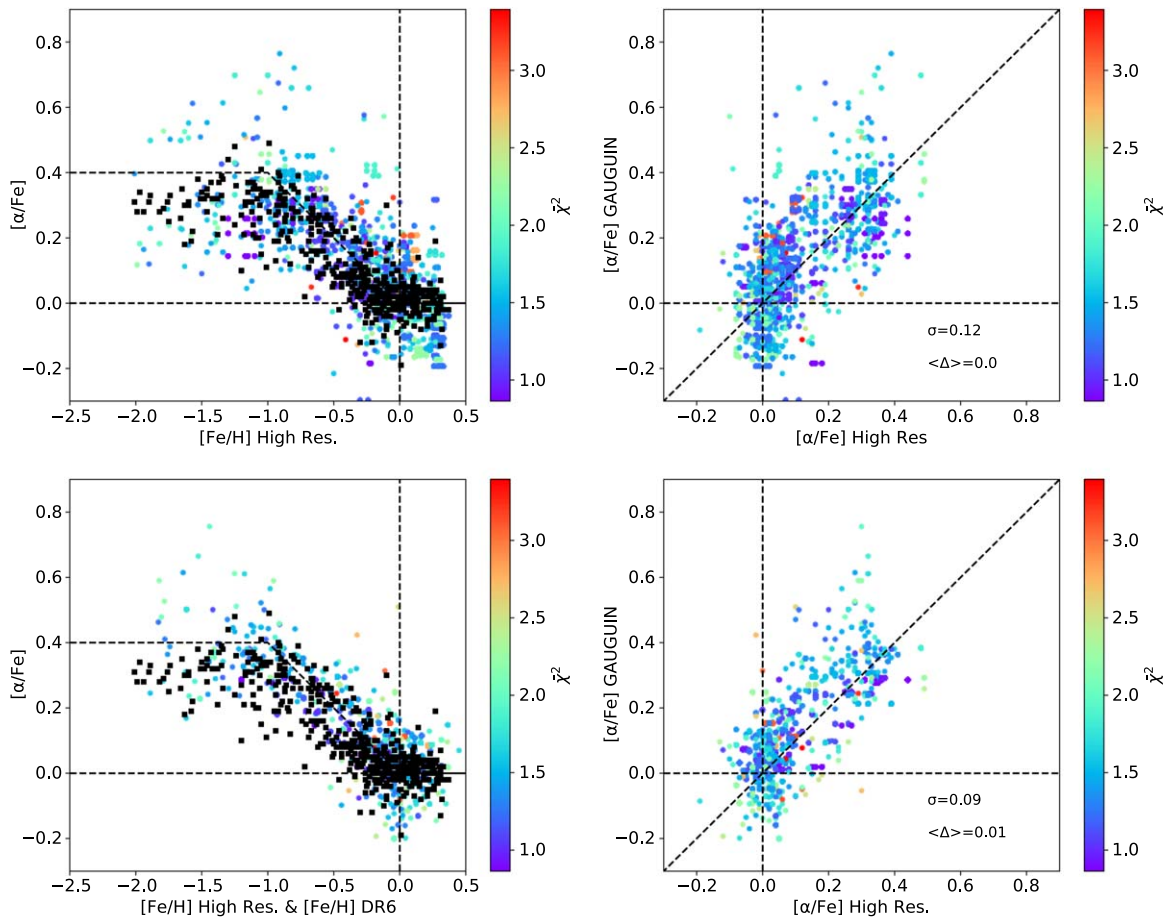 0.8
0.6
0.4
0.2
0.0
−0.2
[α/Fe]
−2.5 −2.0 −1.5 −1.0 −0.5 0.0 0.5
[Fe/H] High Res.
3.0
2.5
2.0
1.5
1.0
χ̄²
0.8
0.6
0.4
0.2
0.0
−0.2
[α/Fe] GAUGUIN
σ=0.12
<Δ>=0.0
−0.2 0.0 0.2 0.4 0.6 0.8
[α/Fe] High Res
3.0
2.5
2.0
1.5
1.0
χ̄²
0.8
0.6
0.4
0.2
0.0
−0.2
[α/Fe]
−2.5 −2.0 −1.5 −1.0 −0.5 0.0 0.5
[Fe/H] High Res. & [Fe/H] DR6
3.0
2.5
2.0
1.5
1.0
χ̄²
0.8
0.6
0.4
0.2
0.0
−0.2
[α/Fe] GAUGUIN
σ=0.09
<Δ>=0.01
−0.2 0.0 0.2 0.4 0.6 0.8
[α/Fe] High Res.
3.0
2.5
2.0
1.5
1.0
χ̄²